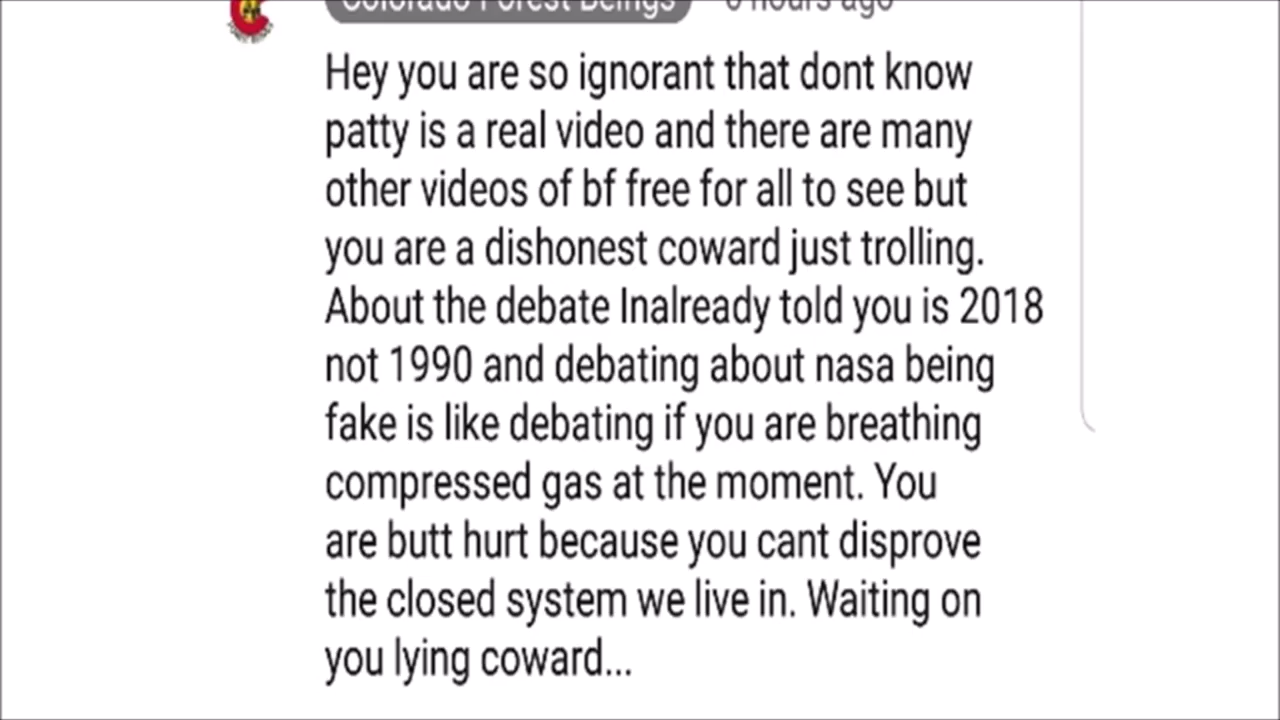 Colorado Forest Beings hours ago
Hey you are so ignorant that dont know
patty is a real video and there are many
other videos of bf free for all to see but
you are a dishonest coward just trolling.
About the debate Inalready told you is 2018
not 1990 and debating about nasa being
fake is like debating if you are breathing
compressed gas at the moment. You
are butt hurt because you cant disprove
the closed system we live in. Waiting on
you lying coward...